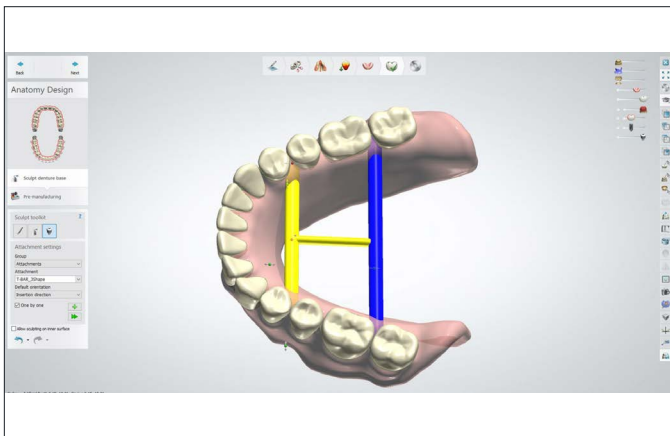 Back Next
Anatomy Design
Sculpt denture base
Pre-manufacturing
Sculpt toolkit ?
Attachment settings
Group
Attachments
Attachment
T-BAR_3Shape
Default orientation
Insertion direction
One by one
Allow sculpting on inner surface